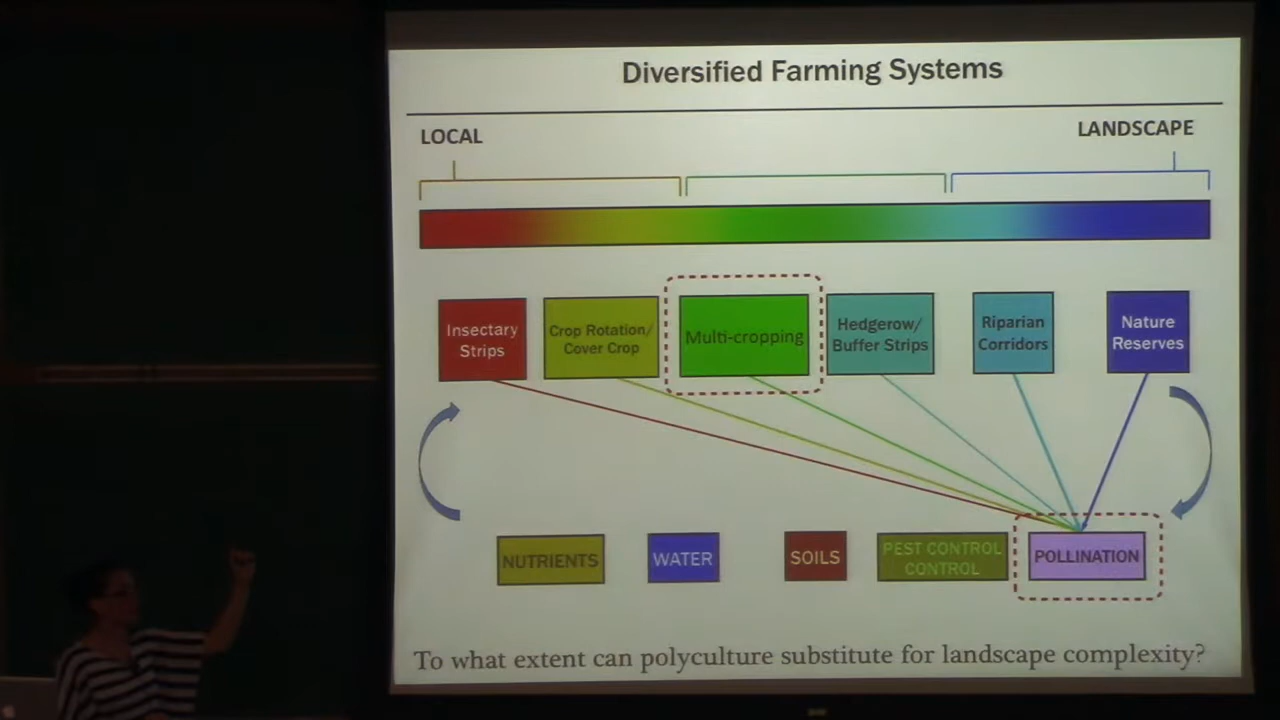 Diversified Farming Systems
LOCAL
LANDSCAPE
Insectary
Strips
Crop Rotation/
Cover Crop
Multi-cropping
Hedgerow/
Buffer Strips
Riparian
Corridors
Nature
Reserves
NUTRIENTS
WATER
SOILS
PEST CONTROL
CONTROL
POLLINATION
To what extent can polyculture substitute for landscape complexity?